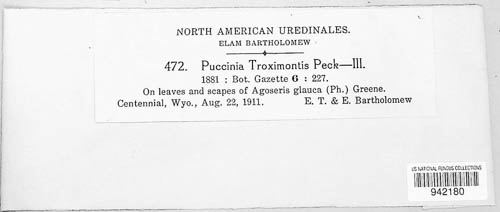 NORTH AMERICAN UREDINALES.
ELAM BARTHOLOMEW
472. Puccinia Troximontis Peck—III.
1881 : Bot. Gazette 6 : 227.
On leaves and scapes of Agoseris glauca (Ph.) Greene.
Centennial, Wyo., Aug. 22, 1911. E. T. & E. Bartholomew
US NATIONAL FUNGUS COLLECTIONS
942180